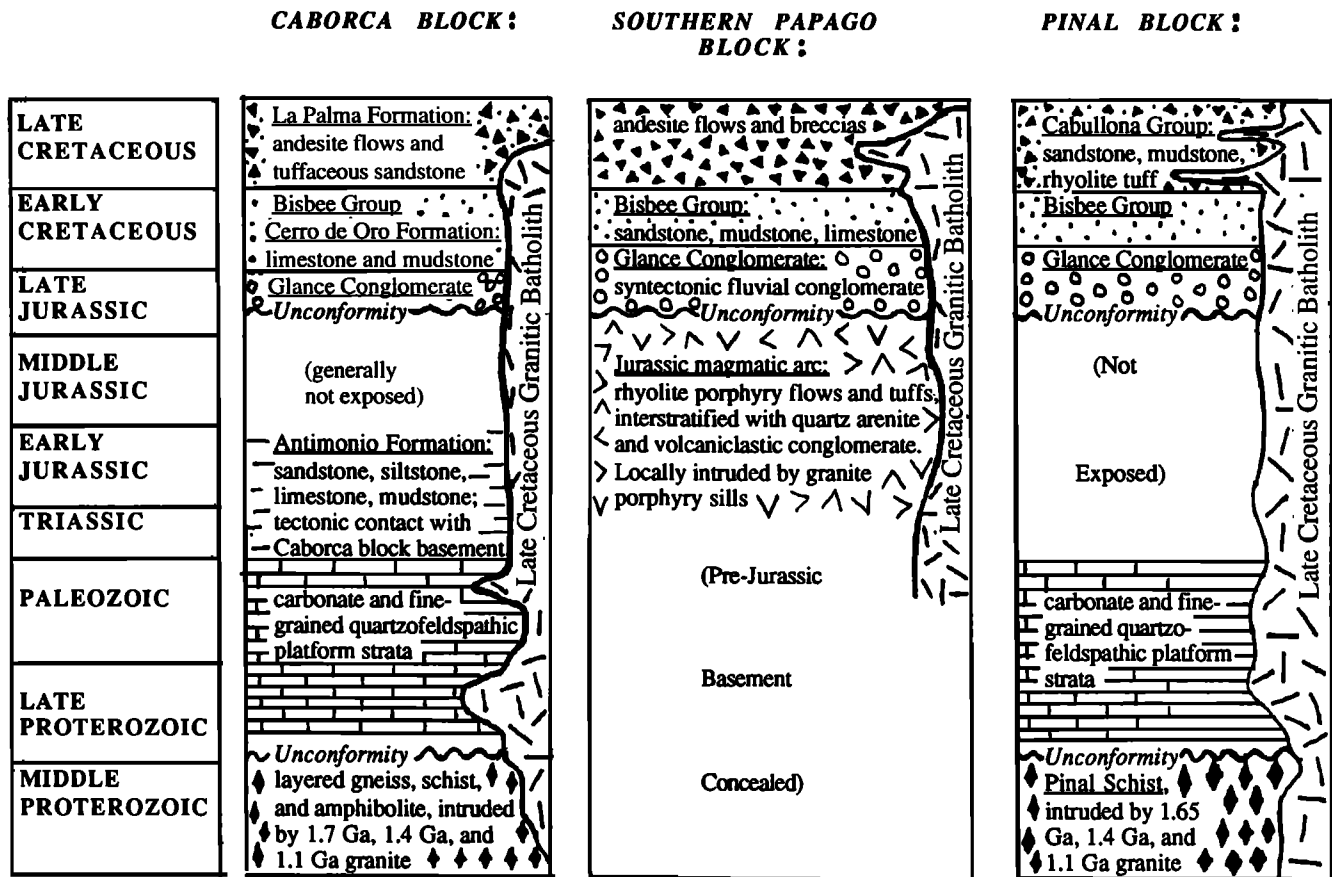 CABORCA BLOCK:
SOUTHERN PAPAGO
BLOCK:
PINAL BLOCK:
LATE
CRETACEOUS
EARLY
CRETACEOUS
LATE
JURASSIC
MIDDLE
JURASSIC
EARLY
JURASSIC
TRIASSIC
PALEOZOIC
LATE
PROTEROZOIC
MIDDLE
PROTEROZOIC
La Palma Formation:
andesite flows and
tuffaceous sandstone
Bisbee Group
Cerro de Oro Formation:
limestone and mudstone
Glance Conglomerate
Unconformity
(generally
not exposed)
Antimonio Formation:
sandstone, siltstone,
limestone, mudstone;
tectonic contact with
Caborca block basement
carbonate and fine-
grained quartzofeldspathic
platform strata
Unconformity
layered gneiss, schist,
and amphibolite, intruded
by 1.7 Ga, 1.4 Ga, and
1.1 Ga granite
Late Cretaceous Granitic Batholith
andesite flows and breccias
Bisbee Group:
sandstone, mudstone, limestone
Glance Conglomerate:
syntectonic fluvial conglomerate
Unconformity
Jurassic magmatic arc:
rhyolite porphyry flows and tuffs,
interstratified with quartz arenite
and volcaniclastic conglomerate.
Locally intruded by granite
porphyry sills
(Pre-Jurassic
Basement
Concealed)
Late Cretaceous Granitic Batholith
Cabullona Group:
sandstone, mudstone,
rhyolite tuff
Bisbee Group
Glance Conglomerate
Unconformity
(Not
Exposed)
carbonate and fine-
grained quartzo-
feldspathic platform
strata
Unconformity
Pinal Schist,
intruded by 1.65
Ga, 1.4 Ga, and
1.1 Ga granite
Late Cretaceous Granitic Batholith